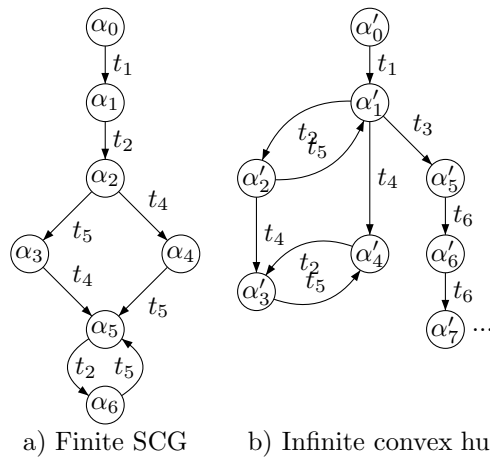 α₀ α′₀
t₁ t₁
α₁ α′₁
t₂ t₂ t₅ t₃
α₂ t₄ α′₂ t₄ α′₅
t₅ t₆
α₃ α₄ t₄ α′₄ α′₆
t₄ t₅ t₂ t₅ t₆
α′₃
α₅ α′₇ ...
t₂ t₅
α₆
a) Finite SCG b) Infinite convex hu